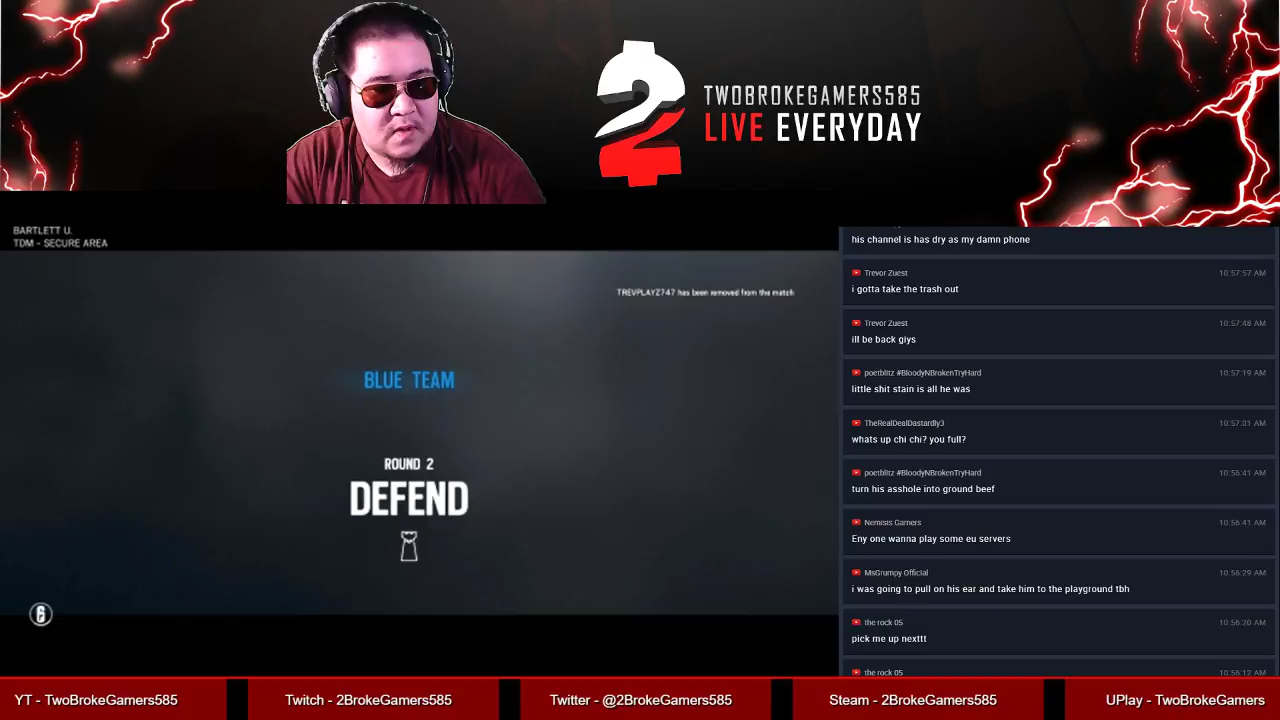 2
TWOBROKEGAMERS585
LIVE EVERYDAY
BARTLETT U.
TDM - SECURE AREA
TREVPLAYZ747 has been removed from the match
BLUE TEAM
ROUND 2
DEFEND
6
his channel is has dry as my damn phone
Trevor Zuest 10:57:57 AM
i gotta take the trash out
Trevor Zuest 10:57:48 AM
ill be back giys
poetblitz #BloodyNBrokenTryHard 10:57:19 AM
little shit stain is all he was
TheRealDealDastardly3 10:57:01 AM
whats up chi chi? you full?
poetblitz #BloodyNBrokenTryHard 10:56:41 AM
turn his asshole into ground beef
Nemisis Gamers 10:56:41 AM
Eny one wanna play some eu servers
MsGrumpy Official 10:56:29 AM
i was going to pull on his ear and take him to the playground tbh
the rock 05 10:56:20 AM
pick me up nexttt
the rock 05 10:56:12 AM
YT - TwoBrokeGamers585
Twitch - 2BrokeGamers585
Twitter - @2BrokeGamers585
Steam - 2BrokeGamers585
UPlay - TwoBrokeGamers